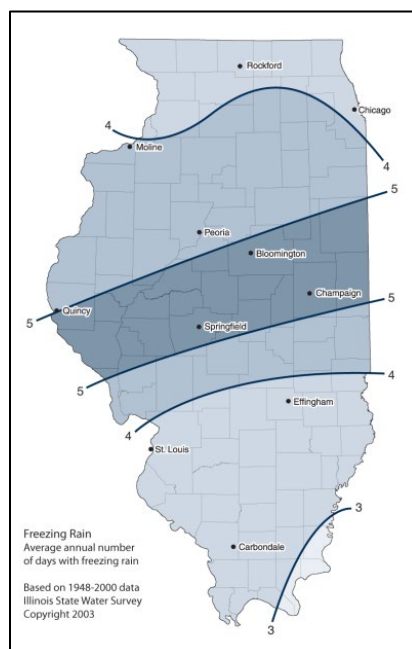 Rockford
Chicago
4
Moline
4
5
Peoria
Bloomington
Champaign
Quincy
5
5
Springfield
5
4
Effingham
4
St. Louis
3
Freezing Rain
Average annual number
of days with freezing rain
Carbondale
Based on 1948-2000 data
Illinois State Water Survey
Copyright 2003
3